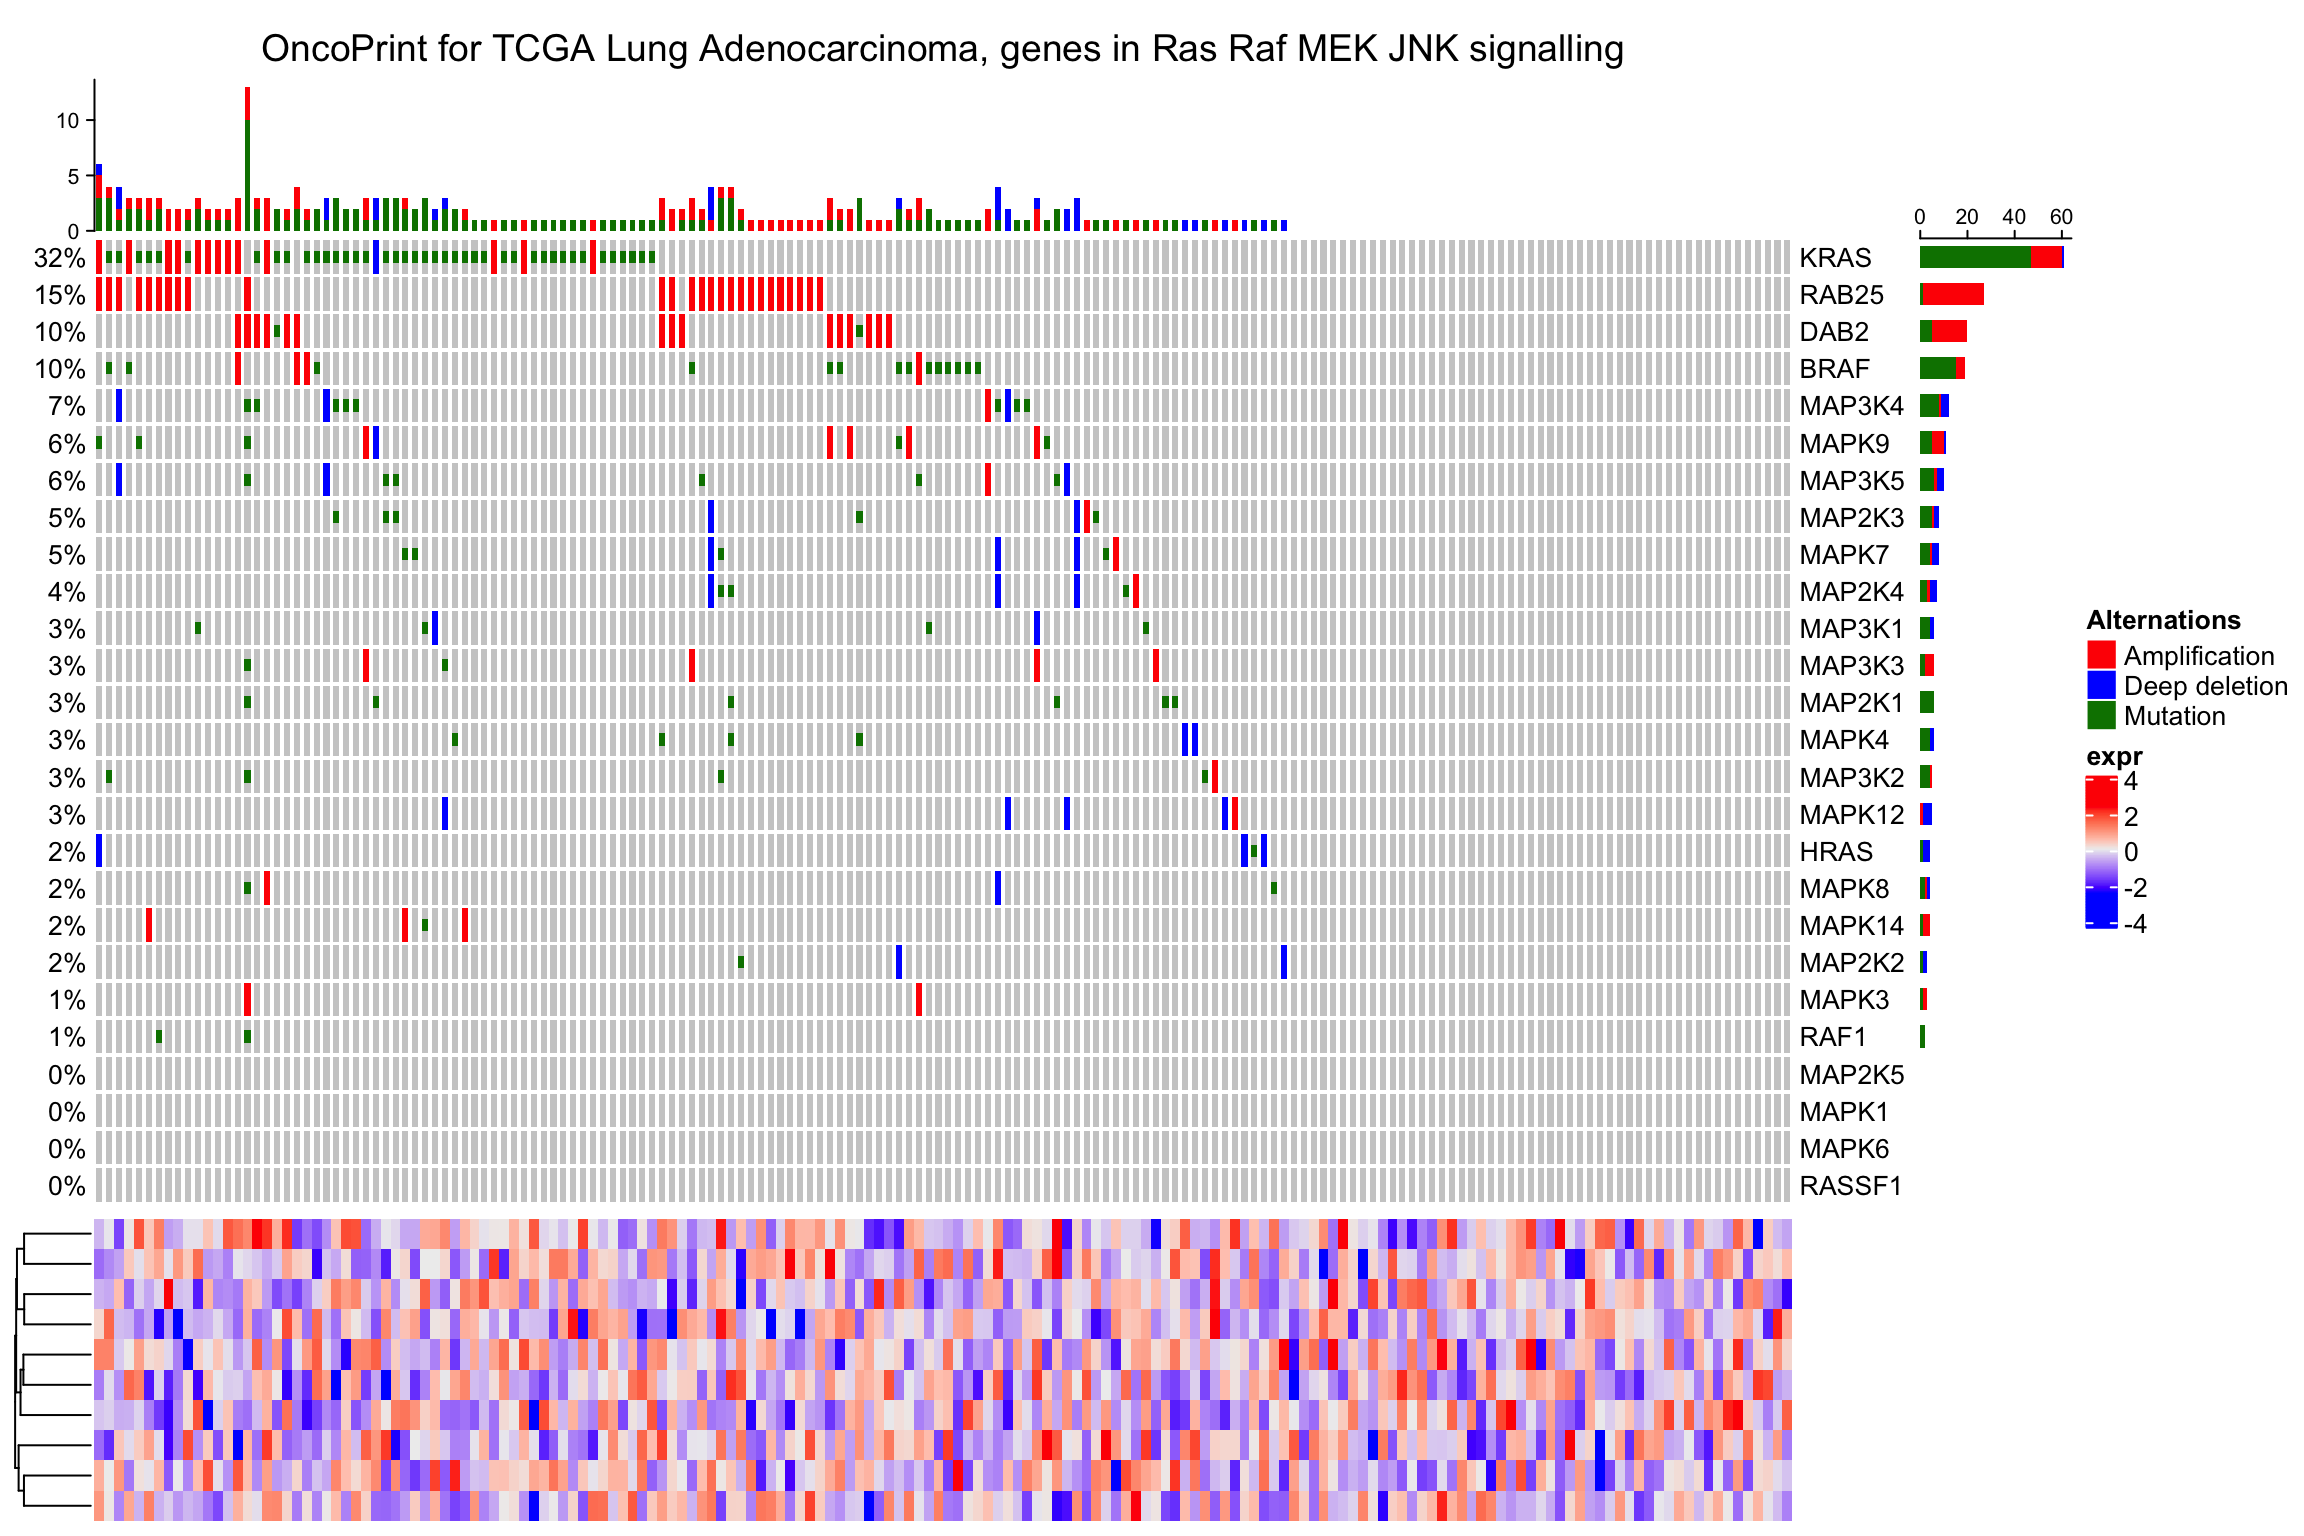 OncoPrint for TCGA Lung Adenocarcinoma, genes in Ras Raf MEK JNK signalling
10
5
0
0 20 40 60
32% KRAS
15% RAB25
10% DAB2
10% BRAF
7% MAP3K4
6% MAPK9
6% MAP3K5
5% MAP2K3
5% MAPK7
4% MAP2K4
3% MAP3K1
3% MAP3K3
3% MAP2K1
3% MAPK4
3% MAP3K2
3% MAPK12
2% HRAS
2% MAPK8
2% MAPK14
2% MAP2K2
1% MAPK3
1% RAF1
0% MAP2K5
0% MAPK1
0% MAPK6
0% RASSF1
Alternations
Amplification
Deep deletion
Mutation
expr
4
2
0
-2
-4